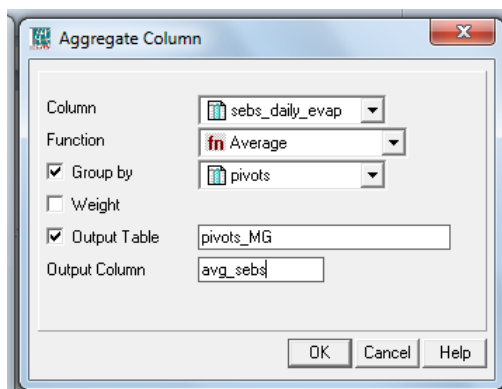 Aggregate Column
Column sebs_daily_evap
Function fn Average
Group by pivots
Weight
Output Table pivots_MG
Output Column avg_sebs
OK Cancel Help